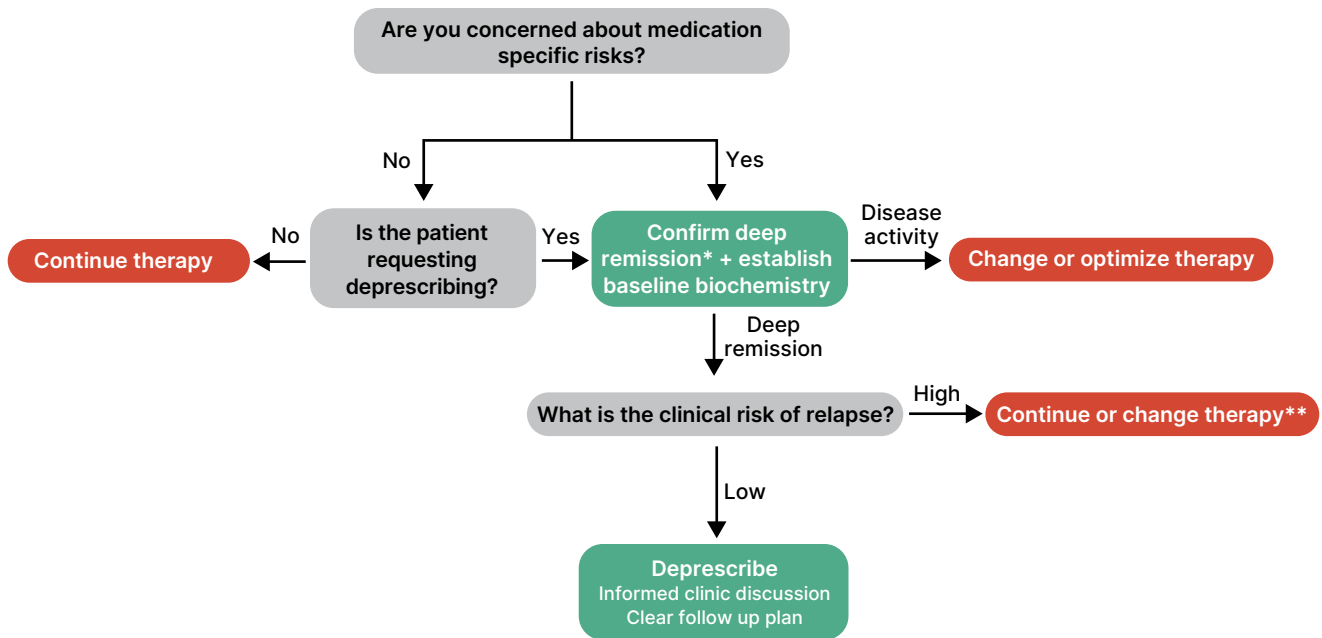 Are you concerned about medication
specific risks?
No
Yes
Continue therapy
No
Is the patient
requesting
deprescribing?
Yes
Confirm deep
remission* + establish
baseline biochemistry
Disease
activity
Change or optimize therapy
Deep
remission
What is the clinical risk of relapse?
High
Continue or change therapy**
Low
Deprescribe
Informed clinic discussion
Clear follow up plan